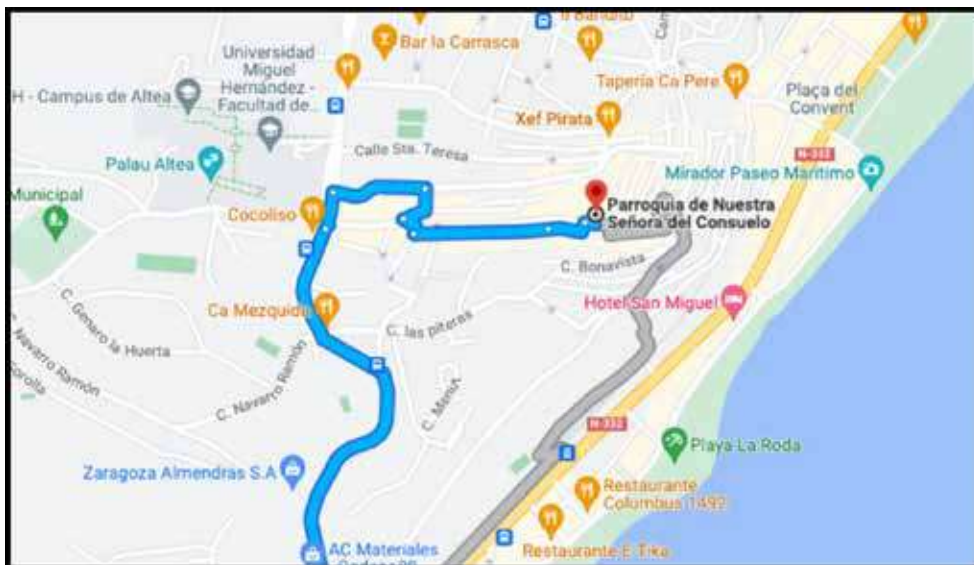 Bar la Carrasca
Universidad
Miguel
Hernández -
Facultad de...
H - Campus de Altea
Tapería Ca Pere
Plaça del
Convent
Xef Pirata
Calle Sta. Teresa
N-332
Palau Altea
Mirador Paseo Marítimo
Municipal
Cocoliso
Parroquia de Nuestra
Señora del Consuelo
C. Bonavista
Hotel San Miguel
Ca Mezquida
C. las piteras
C. Genaro la Huerta
C. Navarro Ramón
Navarro Ramón
Corolla
N-332
Playa La Roda
Zaragoza Almendras S.A
Restaurante
Columbus 1492
AC Materiales
Restaurante E Tika